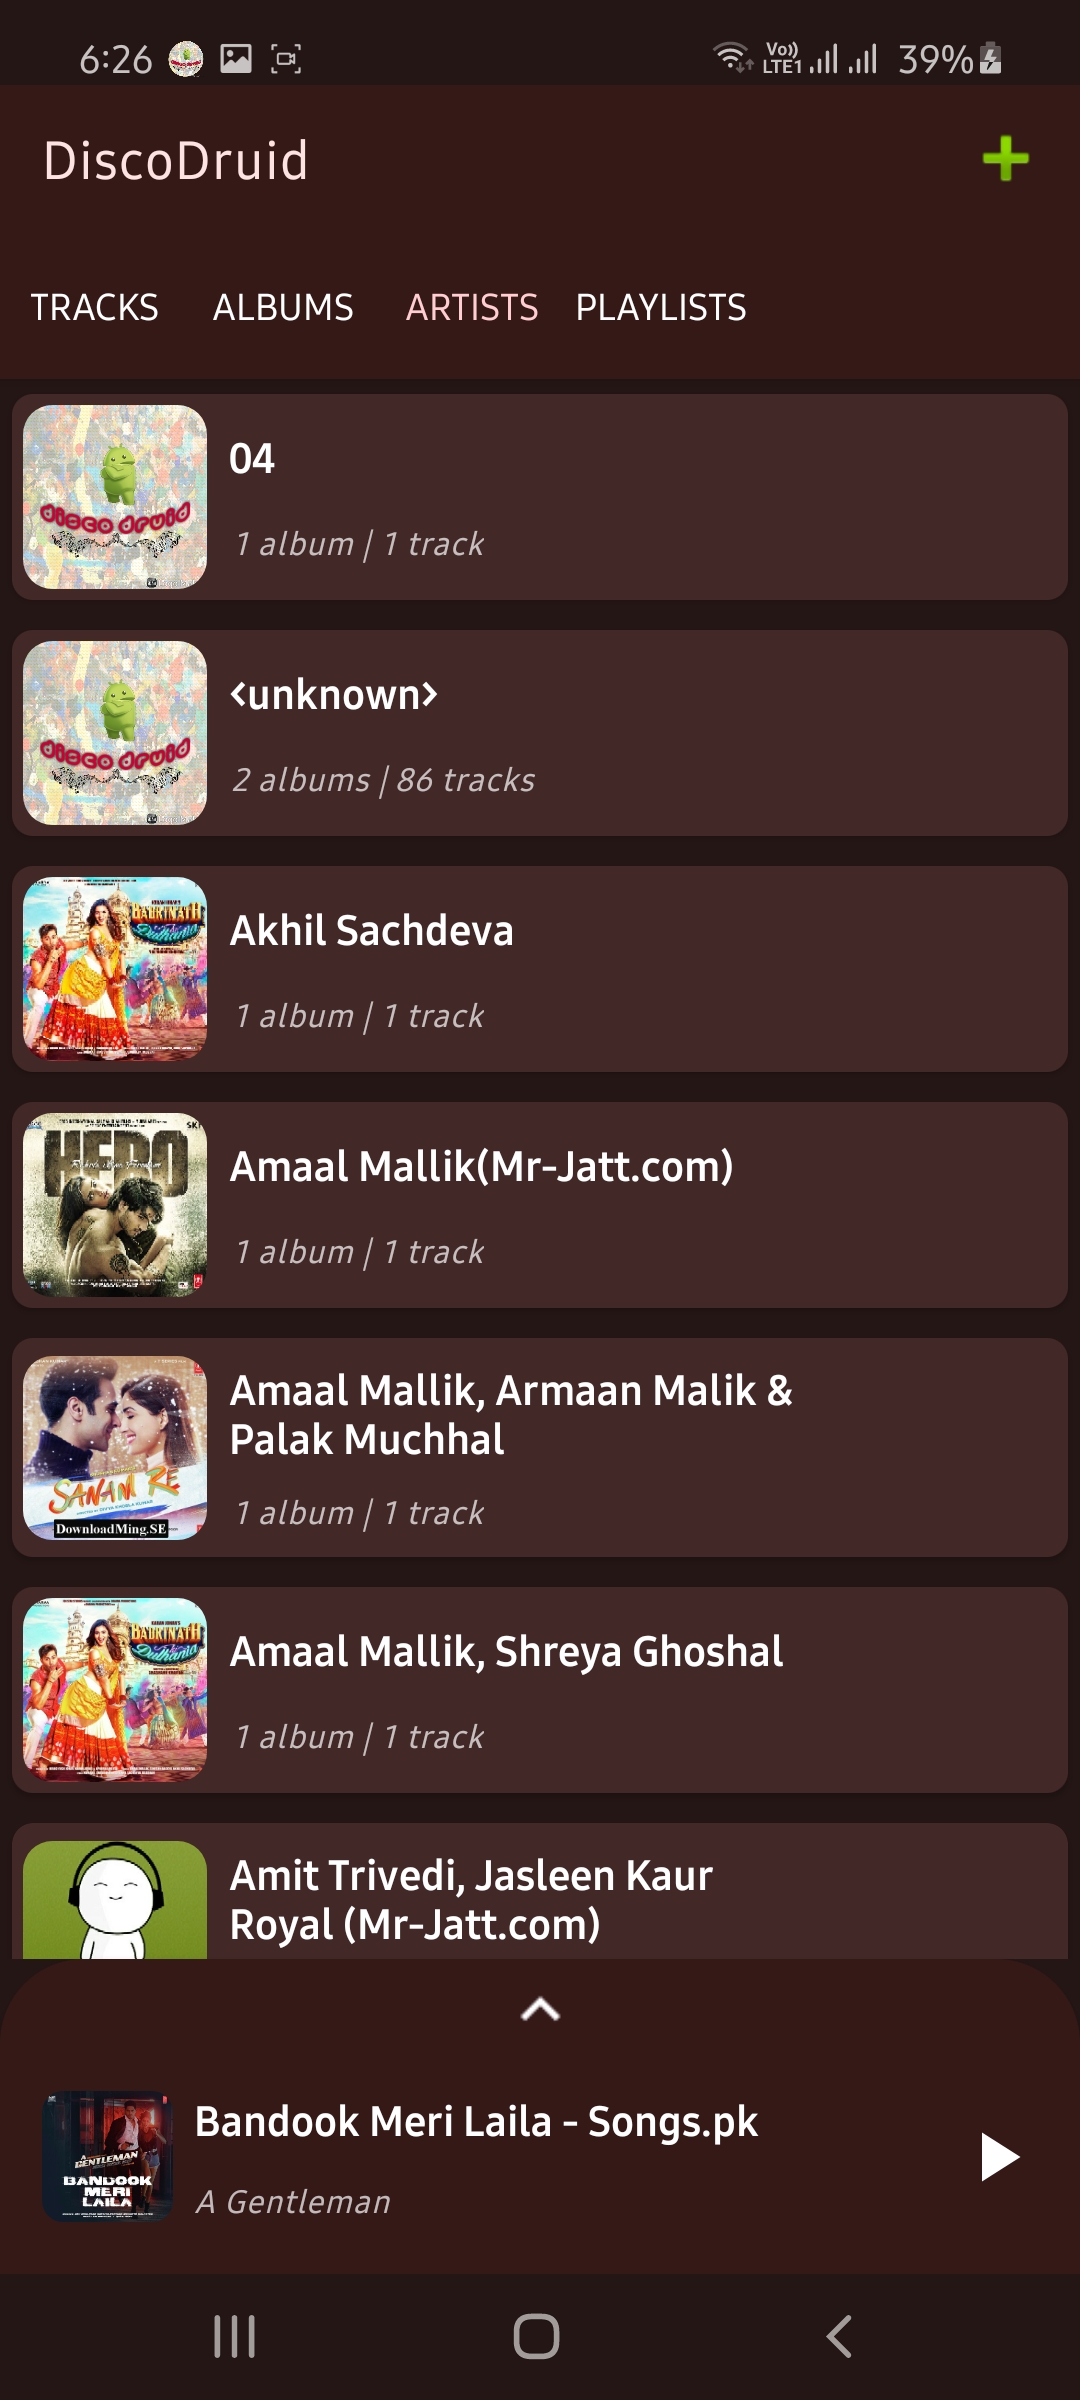 6:26
Vo))
LTE1
39%
DiscoDruid
TRACKS ALBUMS ARTISTS PLAYLISTS
disco druid
04
1 album | 1 track
disco druid
<unknown>
2 albums | 86 tracks
BADRINATH
Dulhania
Akhil Sachdeva
1 album | 1 track
HERO
Amaal Mallik(Mr-Jatt.com)
1 album | 1 track
SANAM RE
DownloadMing.SE
Amaal Mallik, Armaan Malik &
Palak Muchhal
1 album | 1 track
BADRINATH
Dulhania
Amaal Mallik, Shreya Ghoshal
1 album | 1 track
Amit Trivedi, Jasleen Kaur
Royal (Mr-Jatt.com)
A GENTLEMAN
BANDOOK
MERI
LAILA
Bandook Meri Laila - Songs.pk
A Gentleman